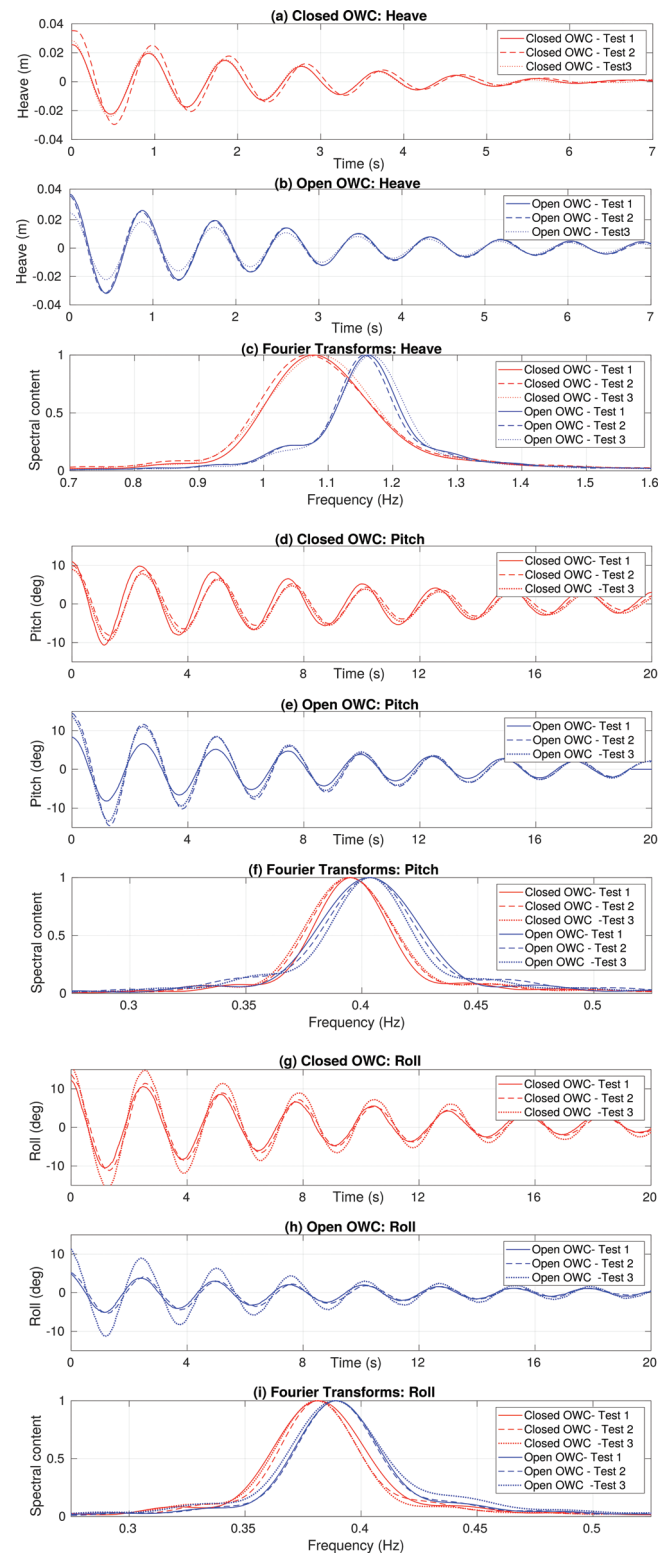 (a) Closed OWC: Heave
Heave (m)
0.04
0.02
0
-0.02
-0.04
Closed OWC - Test 1
Closed OWC - Test 2
Closed OWC - Test3
0 1 2 3 4 5 6 7
Time (s)
(b) Open OWC: Heave
Heave (m)
0.04
0.02
0
-0.02
-0.04
Open OWC - Test 1
Open OWC - Test 2
Open OWC - Test3
0 1 2 3 4 5 6 7
Time (s)
(c) Fourier Transforms: Heave
Spectral content
1
0.5
0
Closed OWC - Test 1
Closed OWC - Test 2
Closed OWC - Test 3
Open OWC - Test 1
Open OWC - Test 2
Open OWC - Test 3
0.7 0.8 0.9 1 1.1 1.2 1.3 1.4 1.5 1.6
Frequency (Hz)
(d) Closed OWC: Pitch
Pitch (deg)
10
0
-10
Closed OWC- Test 1
Closed OWC - Test 2
Closed OWC -Test 3
0 4 8 12 16 20
Time (s)
(e) Open OWC: Pitch
Pitch (deg)
10
0
-10
Open OWC- Test 1
Open OWC - Test 2
Open OWC -Test 3
0 4 8 12 16 20
Time (s)
(f) Fourier Transforms: Pitch
Spectral content
1
0.5
0
Closed OWC- Test 1
Closed OWC - Test 2
Closed OWC -Test 3
Open OWC- Test 1
Open OWC - Test 2
Open OWC -Test 3
0.3 0.35 0.4 0.45 0.5
Frequency (Hz)
(g) Closed OWC: Roll
Roll (deg)
10
0
-10
Closed OWC- Test 1
Closed OWC - Test 2
Closed OWC -Test 3
0 4 8 12 16 20
Time (s)
(h) Open OWC: Roll
Roll (deg)
10
0
-10
Open OWC- Test 1
Open OWC - Test 2
Open OWC -Test 3
0 4 8 12 16 20
Time (s)
(i) Fourier Transforms: Roll
Spectral content
1
0.5
0
Closed OWC- Test 1
Closed OWC - Test 2
Closed OWC -Test 3
Open OWC- Test 1
Open OWC - Test 2
Open OWC -Test 3
0.3 0.35 0.4 0.45 0.5
Frequency (Hz)